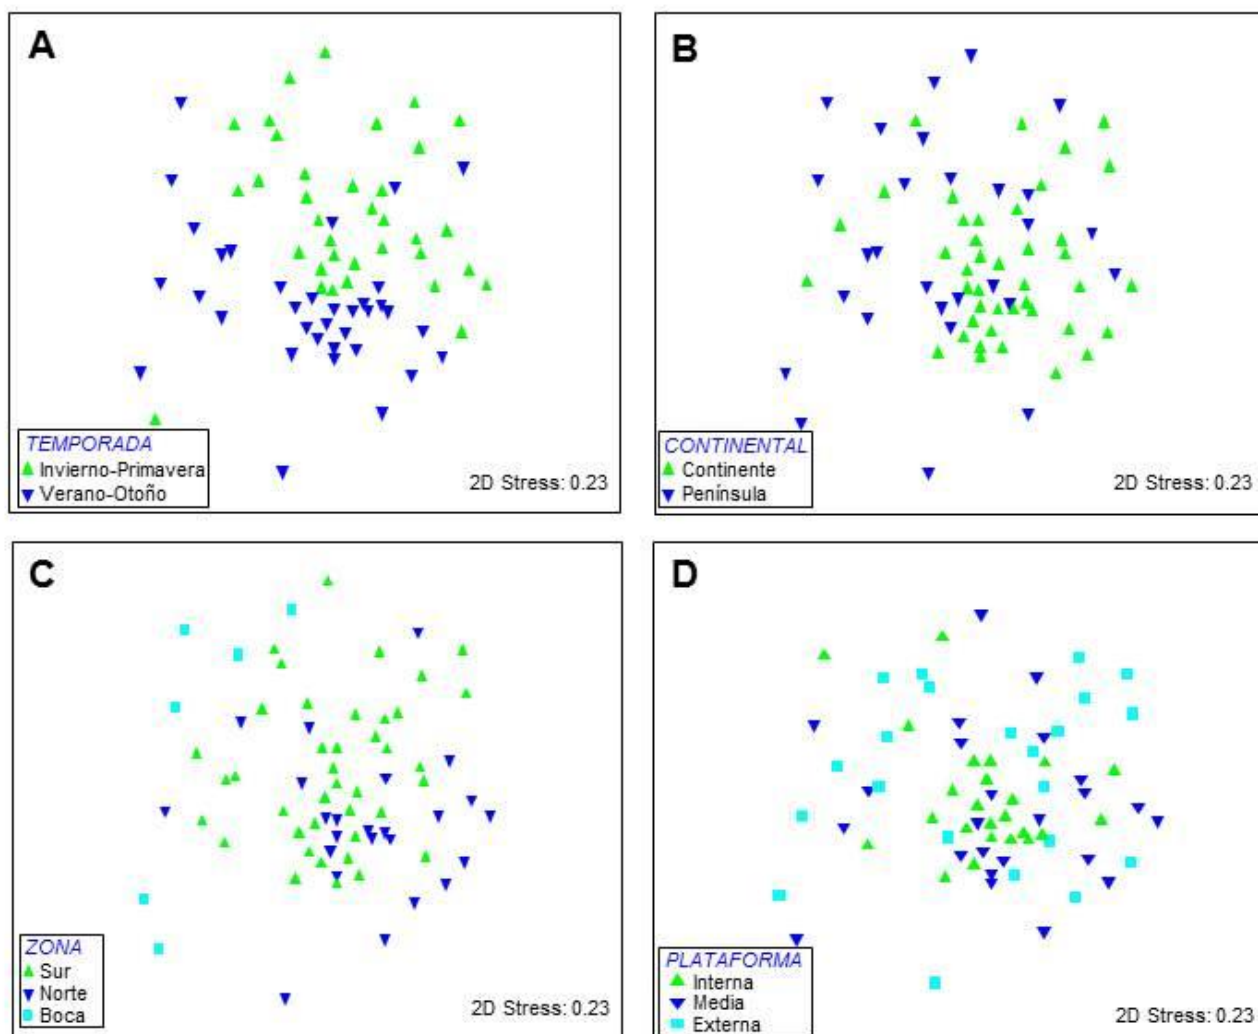 A
TEMPORADA
Invierno-Primavera
Verano-Otoño
2D Stress: 0.23
B
CONTINENTAL
Continente
Península
2D Stress: 0.23
C
ZONA
Sur
Norte
Boca
2D Stress: 0.23
D
PLATAFORMA
Interna
Media
Externa
2D Stress: 0.23